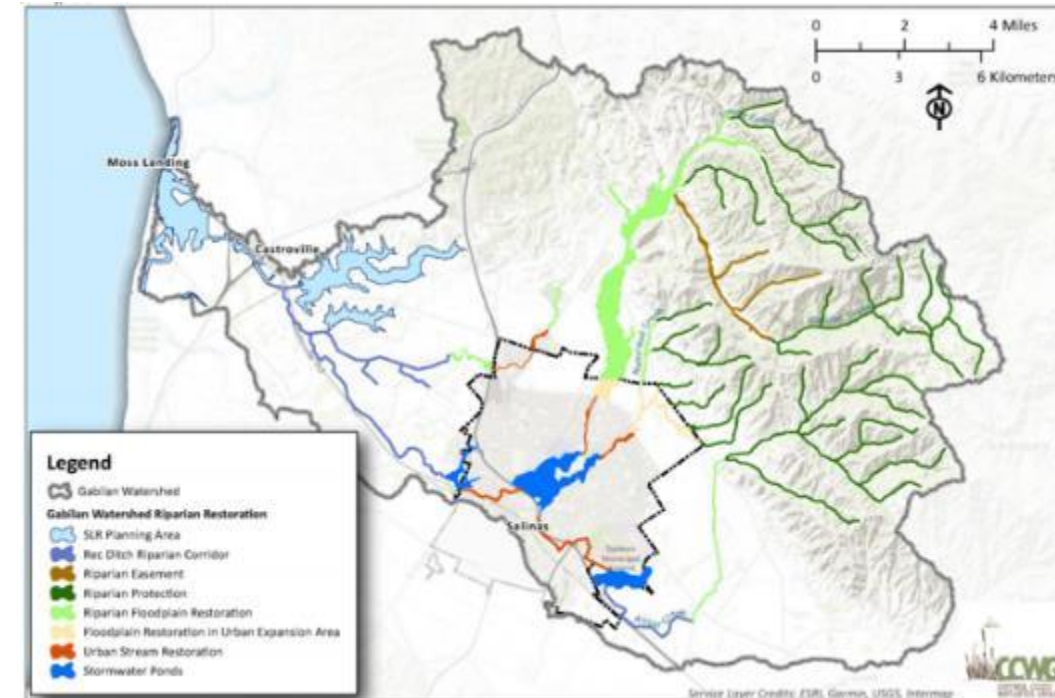 0 2 4 Miles
0 3 6 Kilometers
N
Moss Landing
Castroville
Salinas
Salinas
Municipal
Legend
Gabilan Watershed
Gabilan Watershed Riparian Restoration
SLR Planning Area
Rec Ditch Riparian Corridor
Riparian Easement
Riparian Protection
Riparian Floodplain Restoration
Floodplain Restoration in Urban Expansion Area
Urban Stream Restoration
Stormwater Ponds
CCWG
Service Layer Credits: ESRI, Garmin, USGS, Intermap